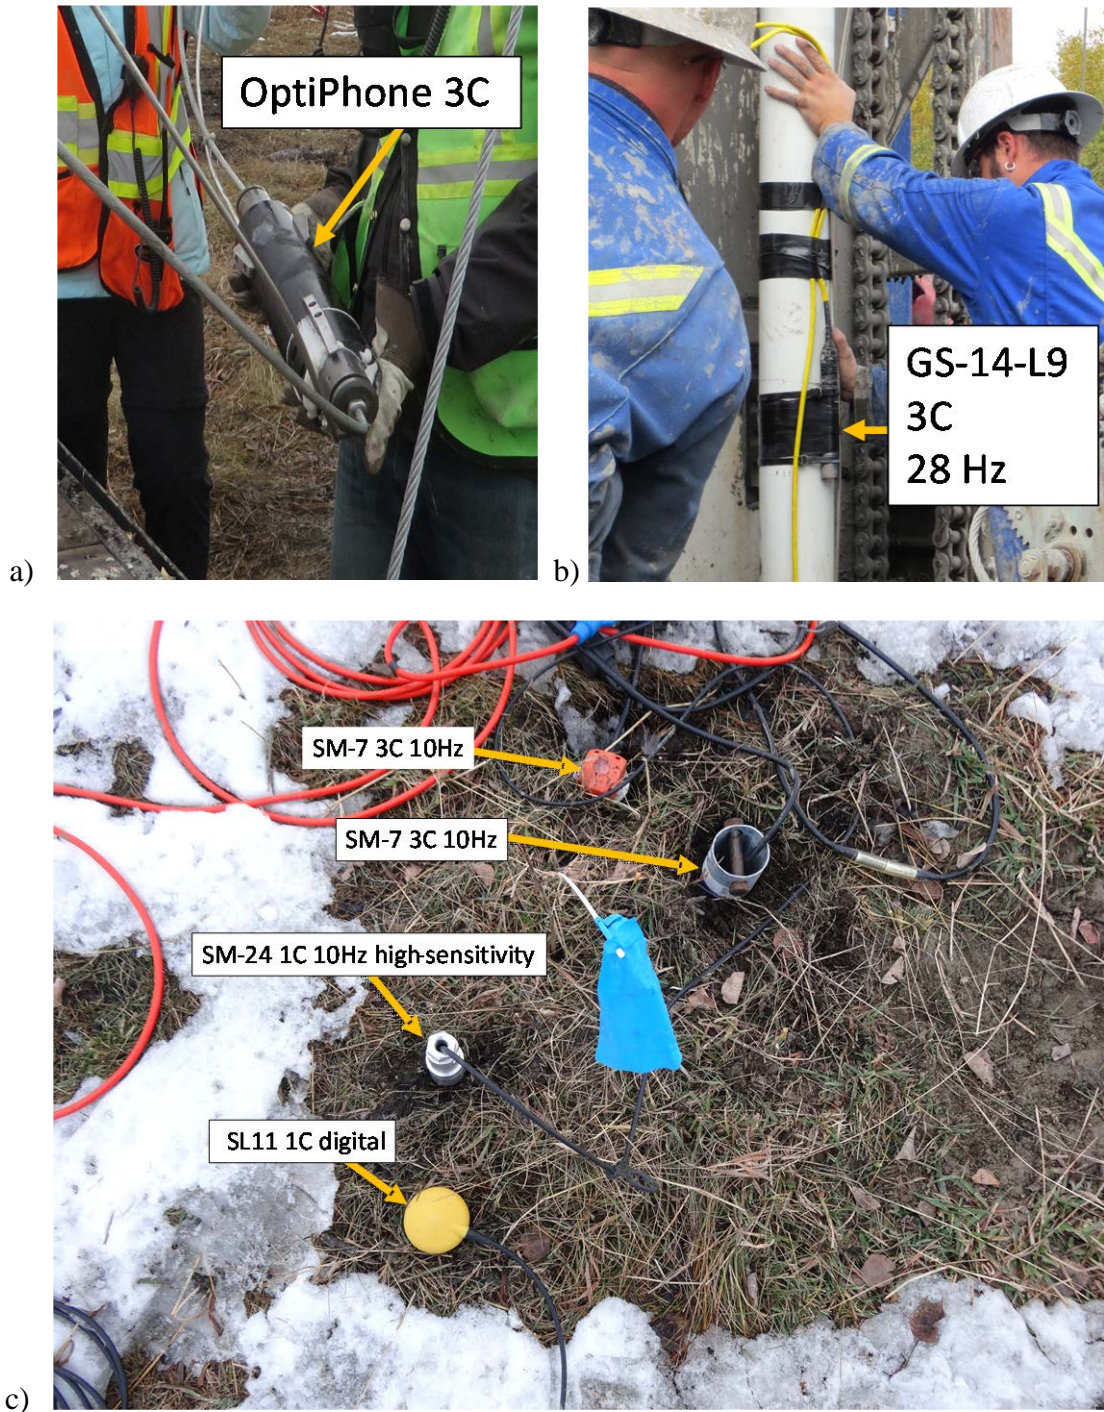 OptiPhone 3C
GS-14-L9
3C
28 Hz
a)
b)
SM-7 3C 10Hz
SM-7 3C 10Hz
SM-24 1C 10Hz high-sensitivity
SL11 1C digital
c)